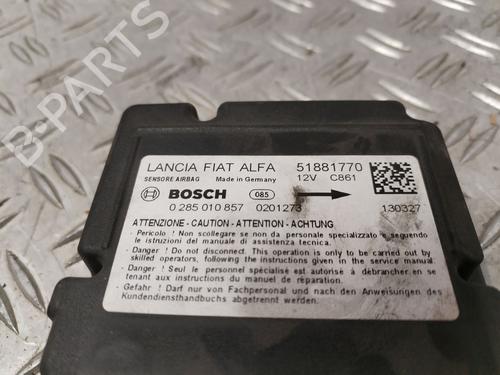 B-PARTS
LANCIA FIAT ALFA 51881770
SENSORE AIRBAG Made in Germany 12V C861
BOSCH 085
0 285 010 857 0201273 130327
ATTENZIONE - CAUTION - ATTENTION - ACHTUNG
- Pericolo ! Non scollegare se non da personale specializzato e seguendo
le istruzioni del manuale di assistenza tecnica.
- Danger ! Do not disconnect. This operation is only to be carried out by
skilled operators, following the instructions given in the service manual.
- Danger ! Seul le personnel spécialisé est autorisé à débrancher, en se
tenant aux instructions du manuel de réparation.
- Gefahr ! Darf nur von Fachpersonal und nach den Anweisungen des
Kundendiensthandbuchs abgetrennt werden.